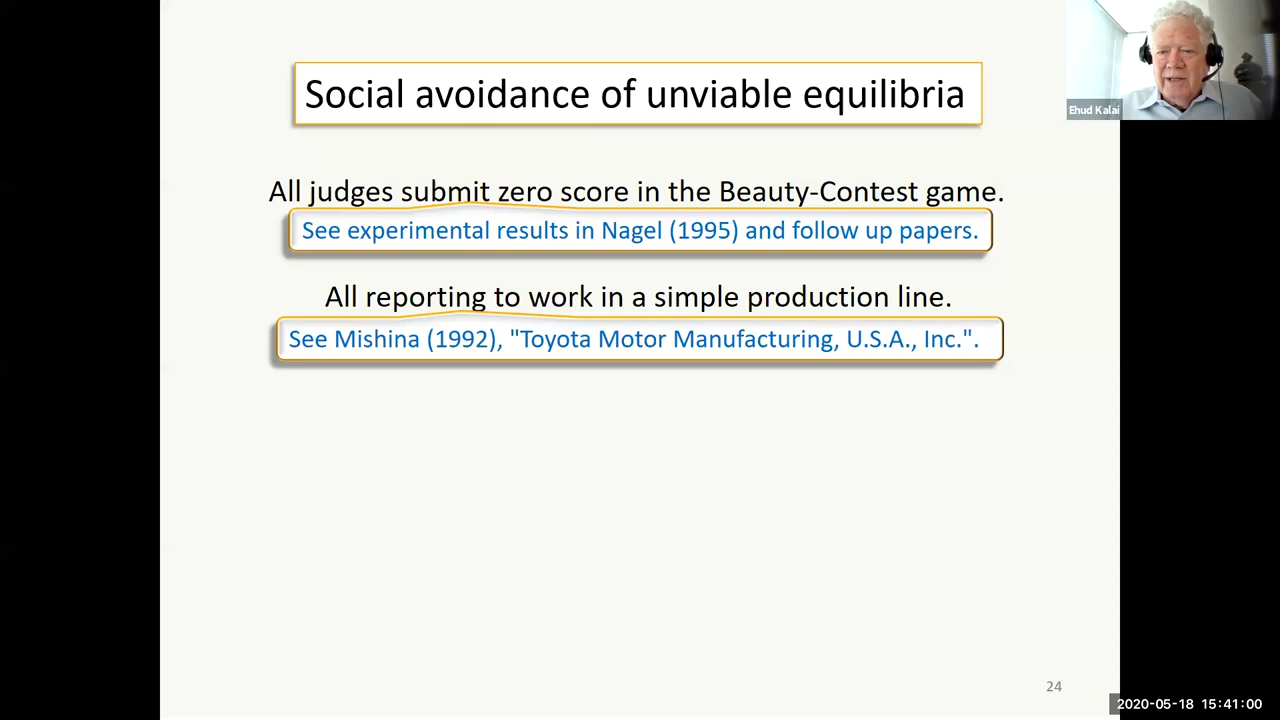 Social avoidance of unviable equilibria
Ehud Kalai
All judges submit zero score in the Beauty-Contest game.
See experimental results in Nagel (1995) and follow up papers.
All reporting to work in a simple production line.
See Mishina (1992), "Toyota Motor Manufacturing, U.S.A., Inc.".
24
2020-05-18 15:41:00